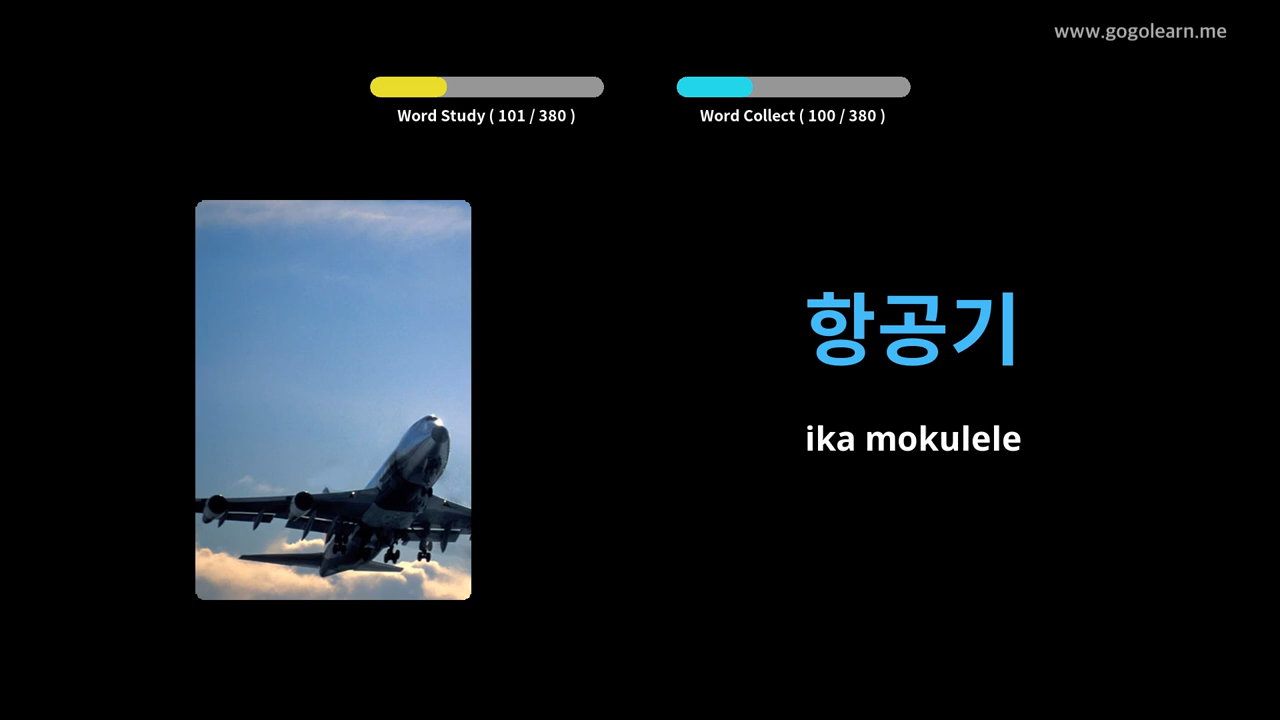 www.gogolearn.me
Word Study ( 101 / 380 )
Word Collect ( 100 / 380 )
항공기
ika mokulele